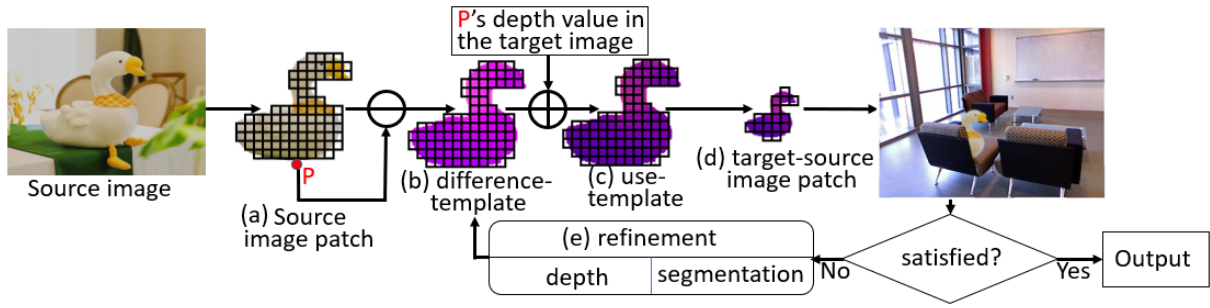 P's depth value in
the target image
Source image
P
(a) Source
image patch
(b) difference-
template
(c) use-
template
(d) target-source
image patch
(e) refinement
depth
segmentation
No
satisfied?
Yes
Output